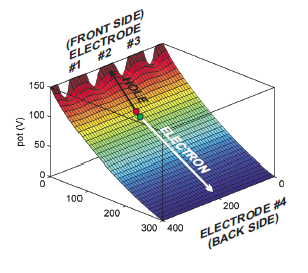 (FRONT SIDE)
ELECTRODE
#1 #2 #3
HOLE
ELECTRON
pot (V)
150
100
50
0
0
100
200
300
400
200
0
ELECTRODE #4
(BACK SIDE)